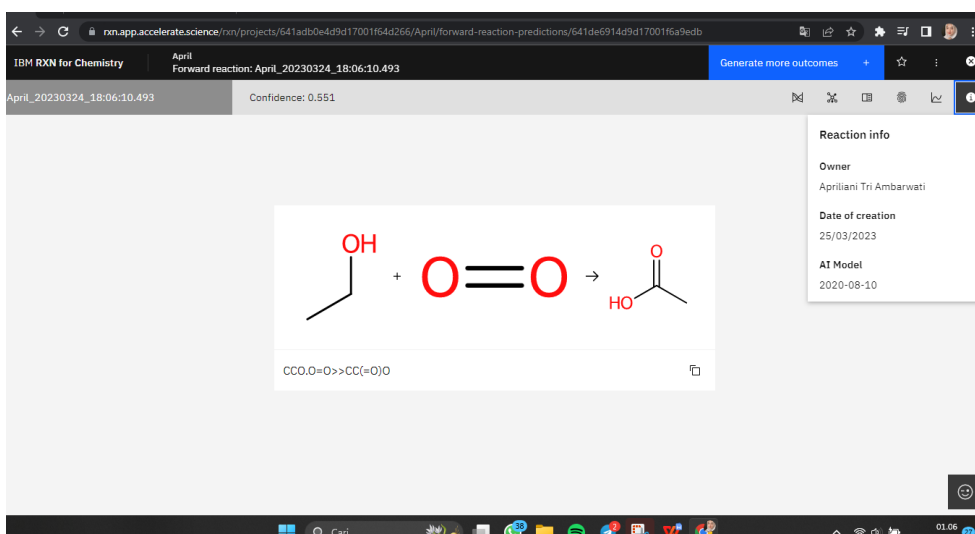 rxn.app.accelerate.science/rxn/projects/641adb0e4d9d17001f64d266/April/forward-reaction-predictions/641de6914d9d17001f6a9edb
IBM RXN for Chemistry
April
Forward reaction: April_20230324_18:06:10.493
Generate more outcomes +
April_20230324_18:06:10.493
Confidence: 0.551
Reaction info
Owner
Apriliani Tri Ambarwati
Date of creation
25/03/2023
AI Model
2020-08-10
OH
+
O
O
→
O
HO
CCO.O=O>>CC(=O)O
Cari
38
2
01.06
27